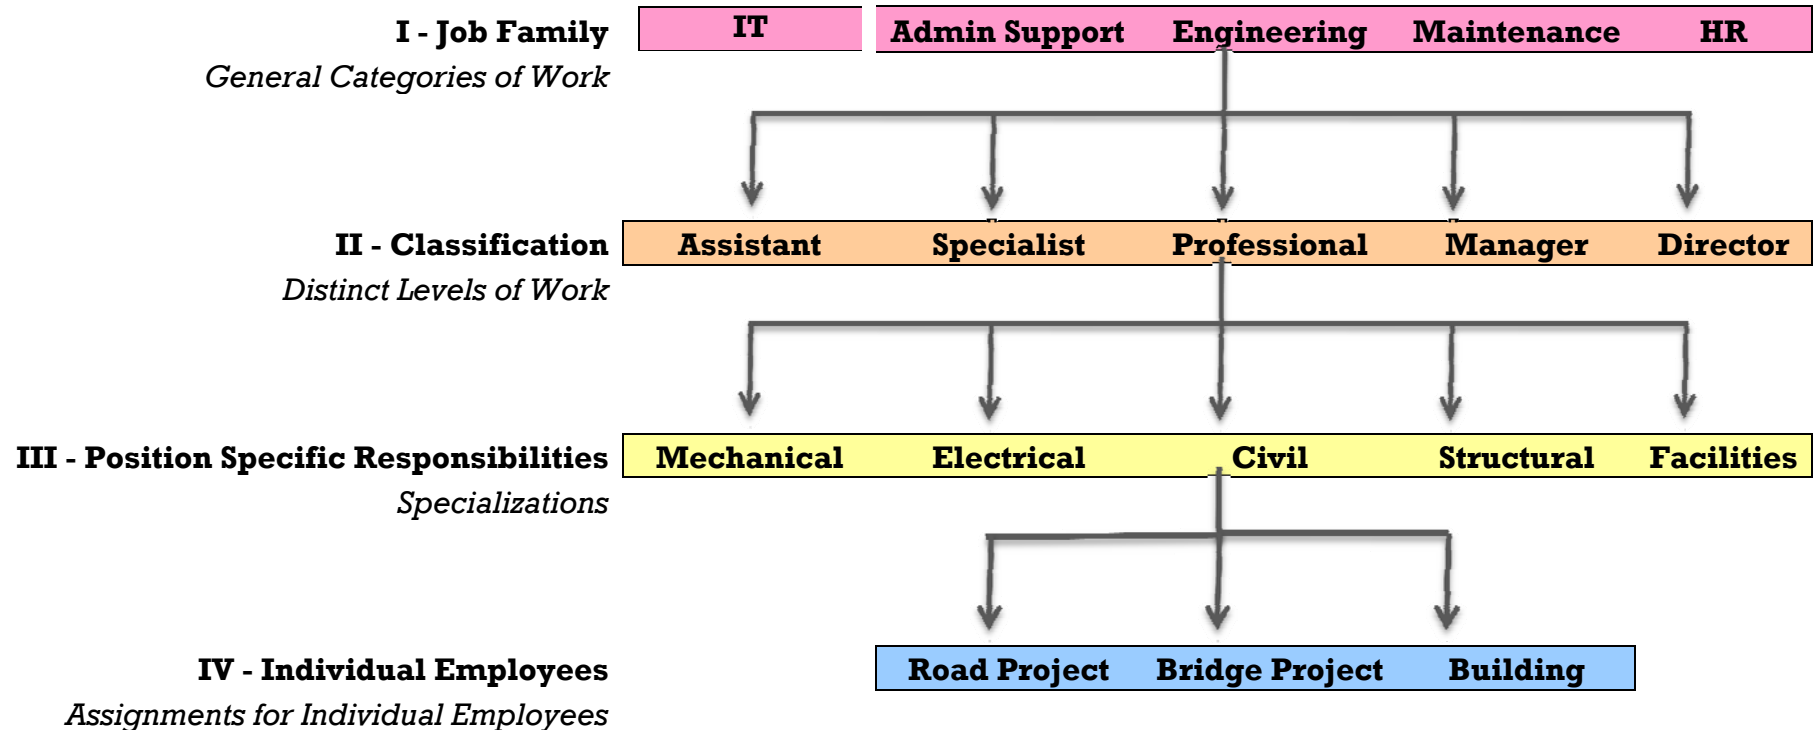 I - Job Family IT Admin Support Engineering Maintenance HR
General Categories of Work
II - Classification Assistant Specialist Professional Manager Director
Distinct Levels of Work
III - Position Specific Responsibilities Mechanical Electrical Civil Structural Facilities
Specializations
IV - Individual Employees Road Project Bridge Project Building
Assignments for Individual Employees